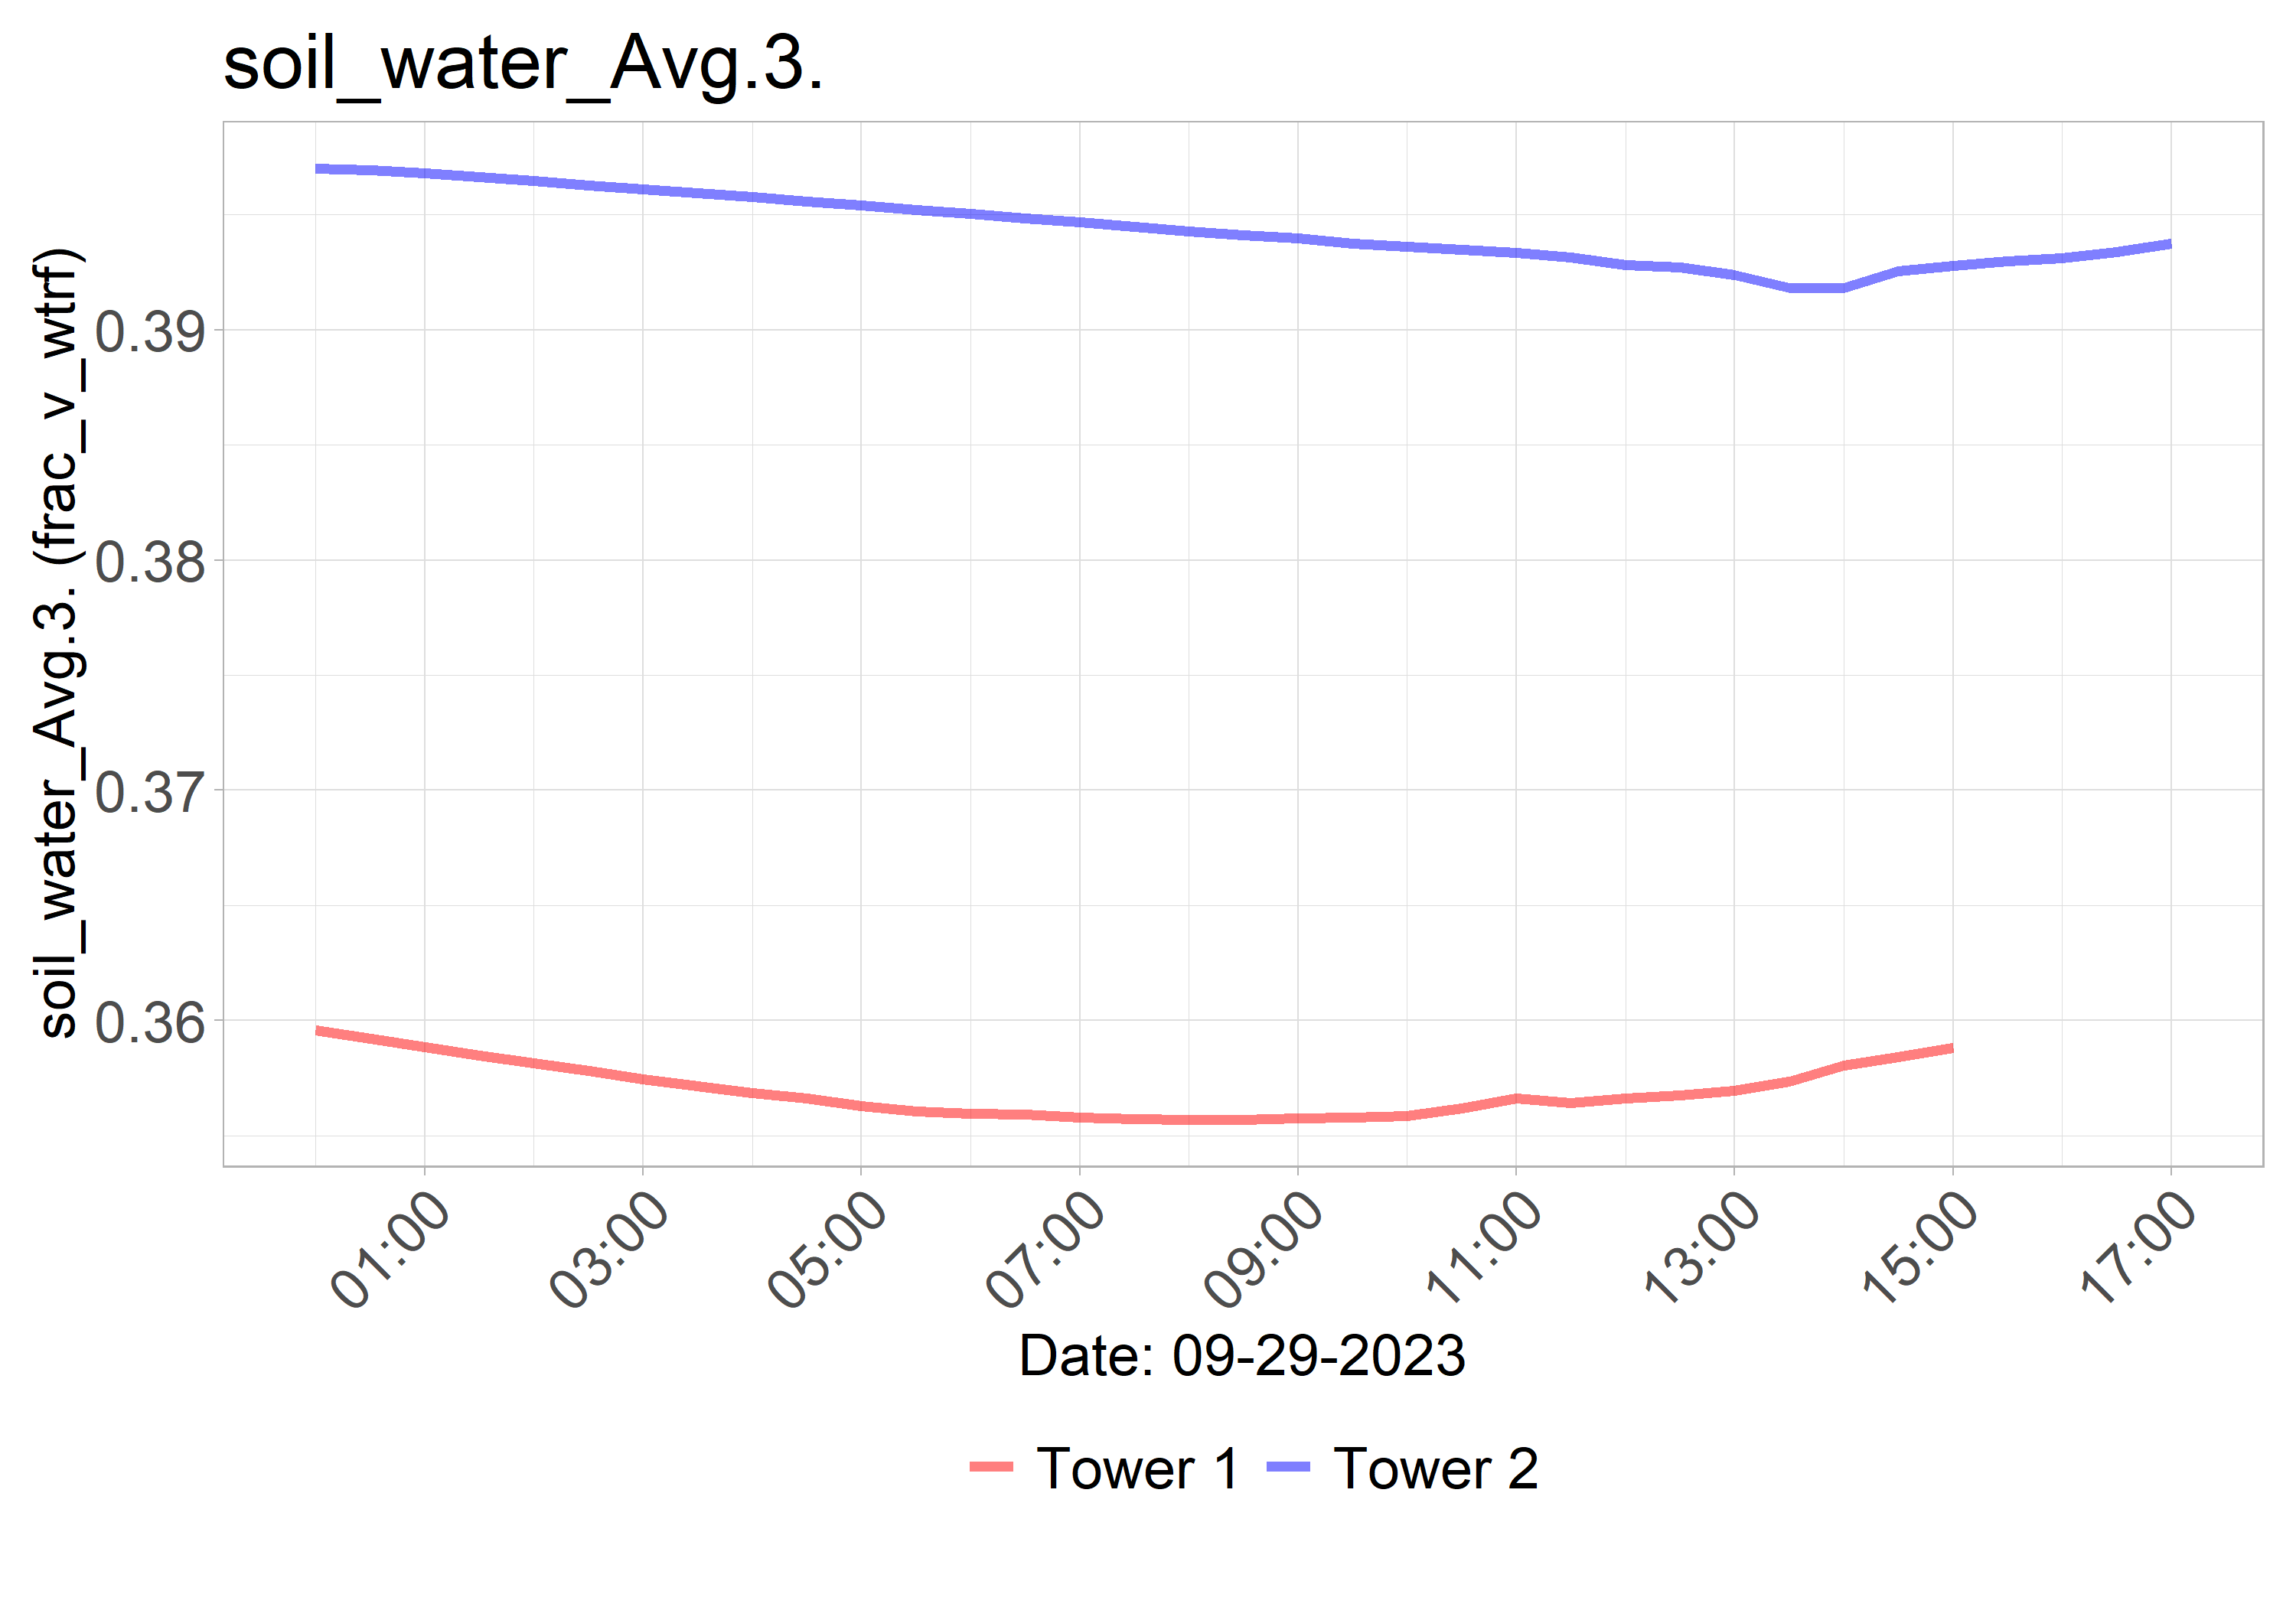 soil_water_Avg.3.
soil_water_Avg.3. (frac_v_wtrf)
0.39
0.38
0.37
0.36
01:00
03:00
05:00
07:00
09:00
11:00
13:00
15:00
17:00
Date: 09-29-2023
Tower 1
Tower 2